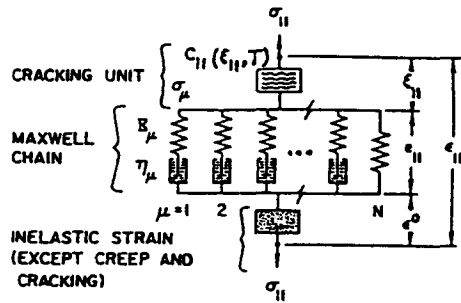 σ₁₁
C₁₁ (ξ₁₁, T)
CRACKING UNIT
σμ
ξ₁₁
MAXWELL
CHAIN
Eμ
ημ
...
e₁₁
ϵ₁₁
μ=1 2 N
INELASTIC STRAIN
(EXCEPT CREEP AND
CRACKING)
ϵ⁰
σ₁₁